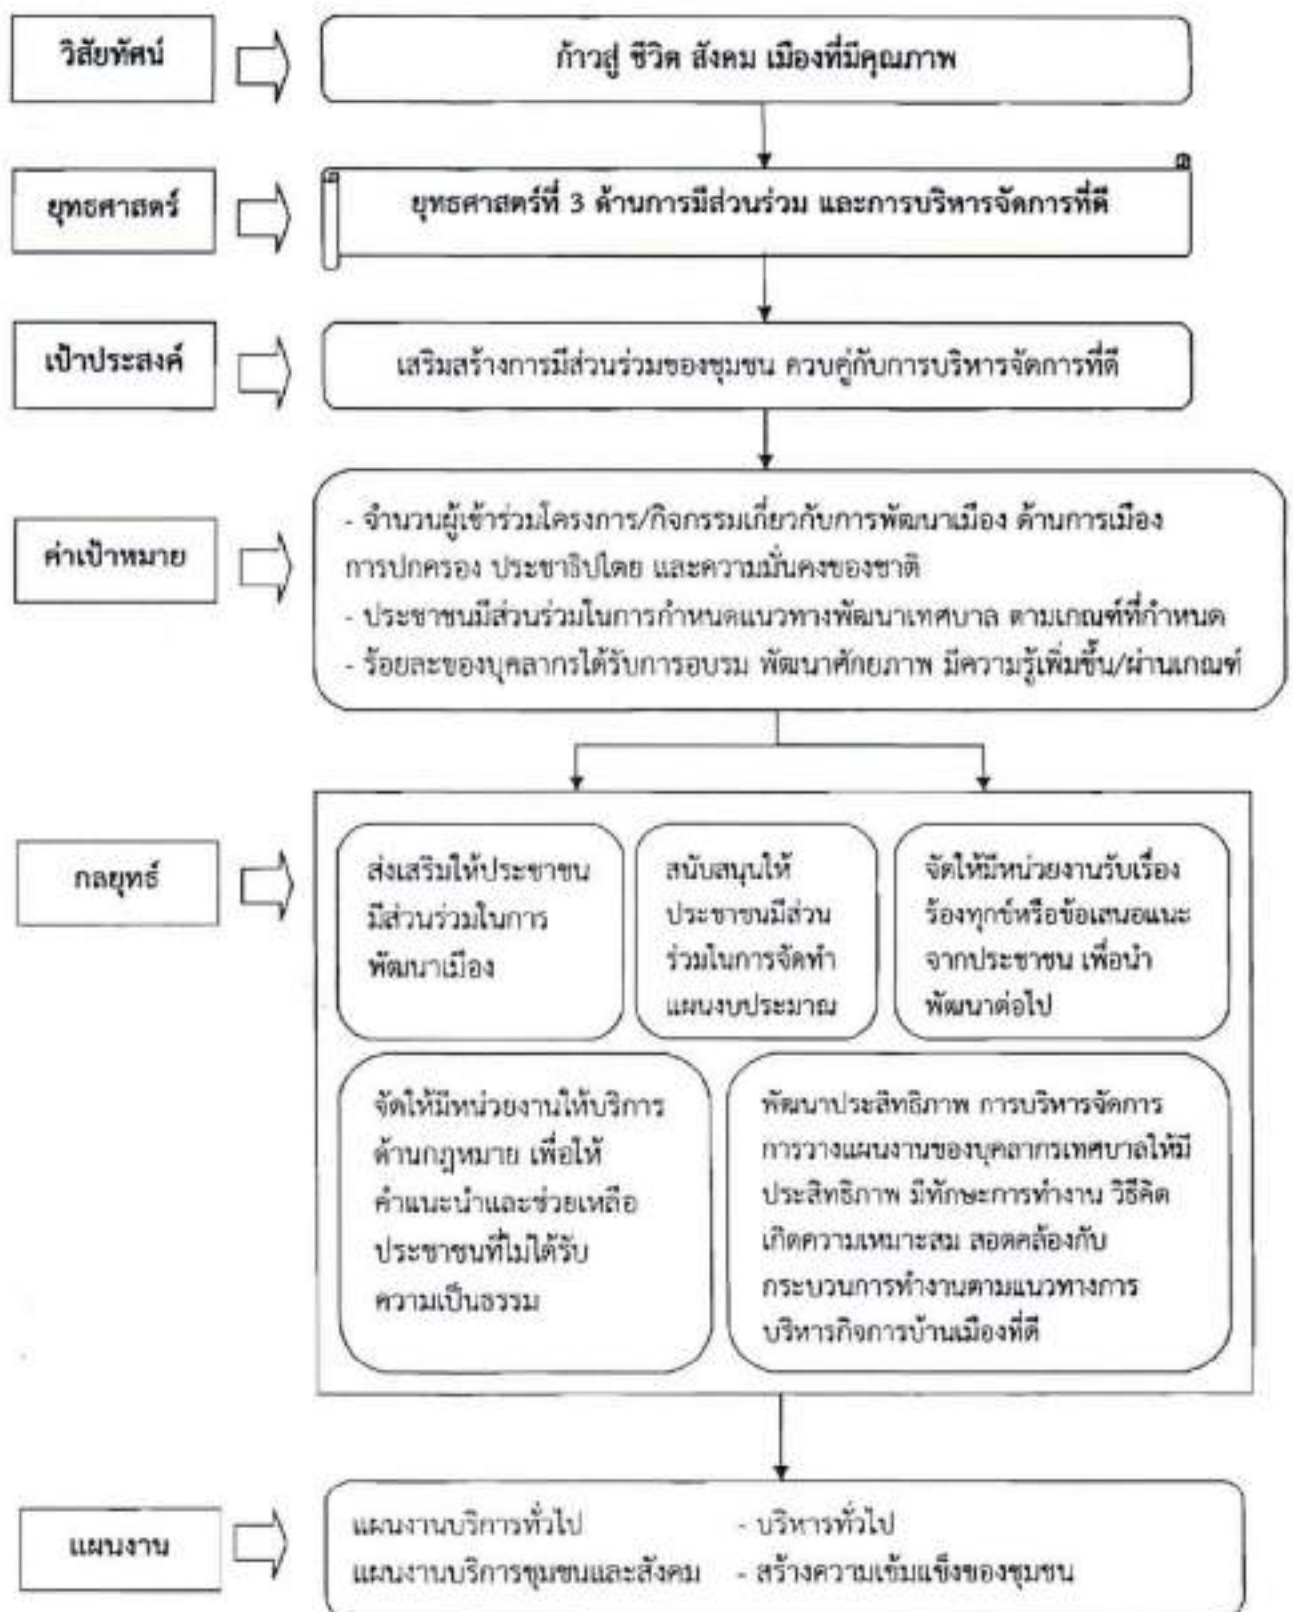 วิสัยทัศน์
ก้าวสู่ ชีวิต สังคม เมืองที่มีคุณภาพ
ยุทธศาสตร์
ยุทธศาสตร์ที่ 3 ด้านการมีส่วนร่วม และการบริหารจัดการที่ดี
เป้าประสงค์
เสริมสร้างการมีส่วนร่วมของชุมชน ควบคู่กับการบริหารจัดการที่ดี
ค่าเป้าหมาย
- จำนวนผู้เข้าร่วมโครงการ/กิจกรรมเกี่ยวกับการพัฒนาเมือง ด้านการเมือง
การปกครอง ประชาธิปไตย และความมั่นคงของชาติ
- ประชาชนมีส่วนร่วมในการกำหนดแนวทางพัฒนาเทศบาล ตามเกณฑ์ที่กำหนด
- ร้อยละของบุคลากรได้รับการอบรม พัฒนาศักยภาพ มีความรู้เพิ่มขึ้น/ผ่านเกณฑ์
กลยุทธ์
ส่งเสริมให้ประชาชน
มีส่วนร่วมในการ
พัฒนาเมือง
สนับสนุนให้
ประชาชนมีส่วน
ร่วมในการจัดทำ
แผนงบประมาณ
จัดให้มีหน่วยงานรับเรื่อง
ร้องทุกข์หรือข้อเสนอแนะ
จากประชาชน เพื่อนำ
พัฒนาต่อไป
จัดให้มีหน่วยงานให้บริการ
ด้านกฎหมาย เพื่อให้
คำแนะนำและช่วยเหลือ
ประชาชนที่ไม่ได้รับ
ความเป็นธรรม
พัฒนาประสิทธิภาพ การบริหารจัดการ
การวางแผนงานของบุคลากรเทศบาลให้มี
ประสิทธิภาพ มีทักษะการทำงาน วิธีคิด
เกิดความเหมาะสม สอดคล้องกับ
กระบวนการทำงานตามแนวทางการ
บริหารกิจการบ้านเมืองที่ดี
แผนงาน
แผนงานบริการทั่วไป - บริหารทั่วไป
แผนงานบริการชุมชนและสังคม - สร้างความเข้มแข็งของชุมชน